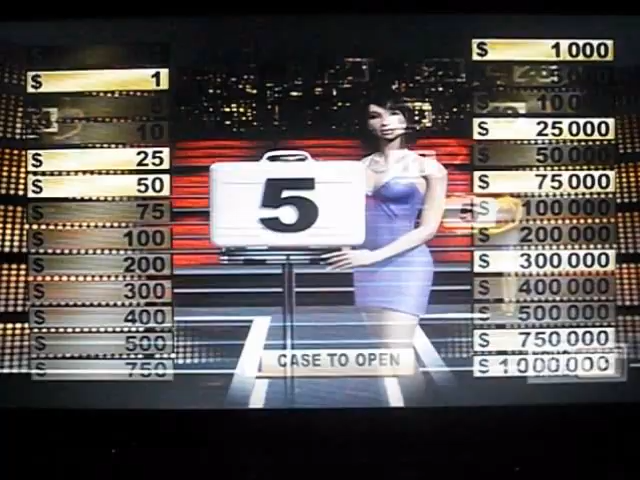 $ 1
5
10
$ 25
$ 50
$ 75
$ 100
$ 200
$ 300
$ 400
$ 500
$ 750
5
CASE TO OPEN
$ 1 000
$ 25 000
$ 50 000
$ 75 000
$ 100 000
$ 200 000
$ 300 000
$ 400 000
$ 500 000
$ 750 000
$ 1 000 000